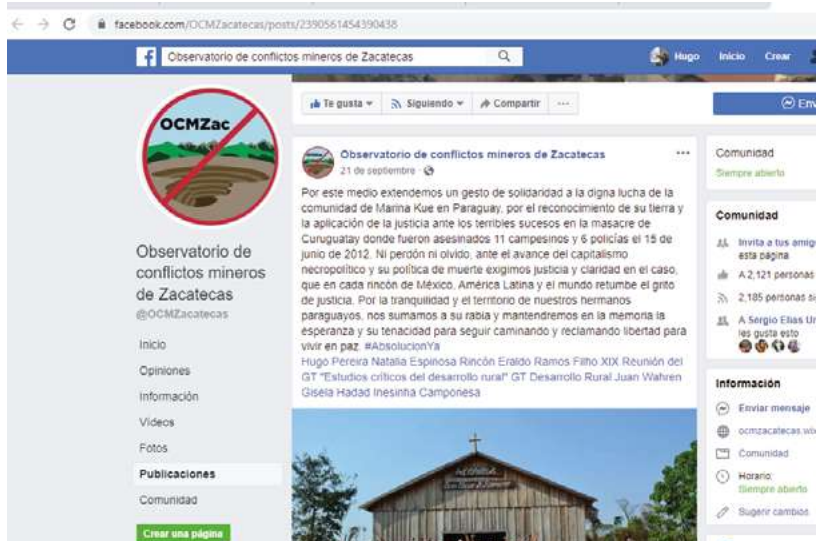 facebook.com/OCMZacatecas/posts/2390561454390438
Observatorio de conflictos mineros de Zacatecas
Hugo
Inicio
Crear
OCMZac
Te gusta
Siguiendo
Compartir
Observatorio de conflictos mineros de Zacatecas
@OCMZacatecas
Inicio
Opiniones
Información
Videos
Fotos
Publicaciones
Comunidad
Crear una página
Observatorio de conflictos mineros de Zacatecas
21 de septiembre
Por este medio extendemos un gesto de solidaridad a la digna lucha de la
comunidad de Marina Kue en Paraguay, por el reconocimiento de su tierra y
la aplicación de la justicia ante los terribles sucesos en la masacre de
Curuguatay donde fueron asesinados 11 campesinos y 6 policías el 15 de
junio de 2012. Ni perdón ni olvido, ante el avance del capitalismo
necropolítico y su política de muerte exigimos justicia y claridad en el caso,
que en cada rincón de México, América Latina y el mundo retumbe el grito
de justicia. Por la tranquilidad y el territorio de nuestros hermanos
paraguayos, nos sumamos a su rabia y mantendremos en la memoria la
esperanza y su tenacidad para seguir caminando y reclamando libertad para
vivir en paz. #AbsolucionYa
Hugo Pereira Natalia Espinosa Rincón Eraldo Ramos Filho XIX Reunión del
GT "Estudios críticos del desarrollo rural" GT Desarrollo Rural Juan Wahren
Gisela Hadad Inesinha Camponesa
Env
Comunidad
Siempre abierto
Comunidad
Invita a tus amig
esta página
A 2,121 personas
2,185 personas si
A Sergio Elias Ur
les gusta esto
Información
Enviar mensaje
ocmzacatecas.wix
Comunidad
Horario:
Siempre abierto
Sugerir cambios